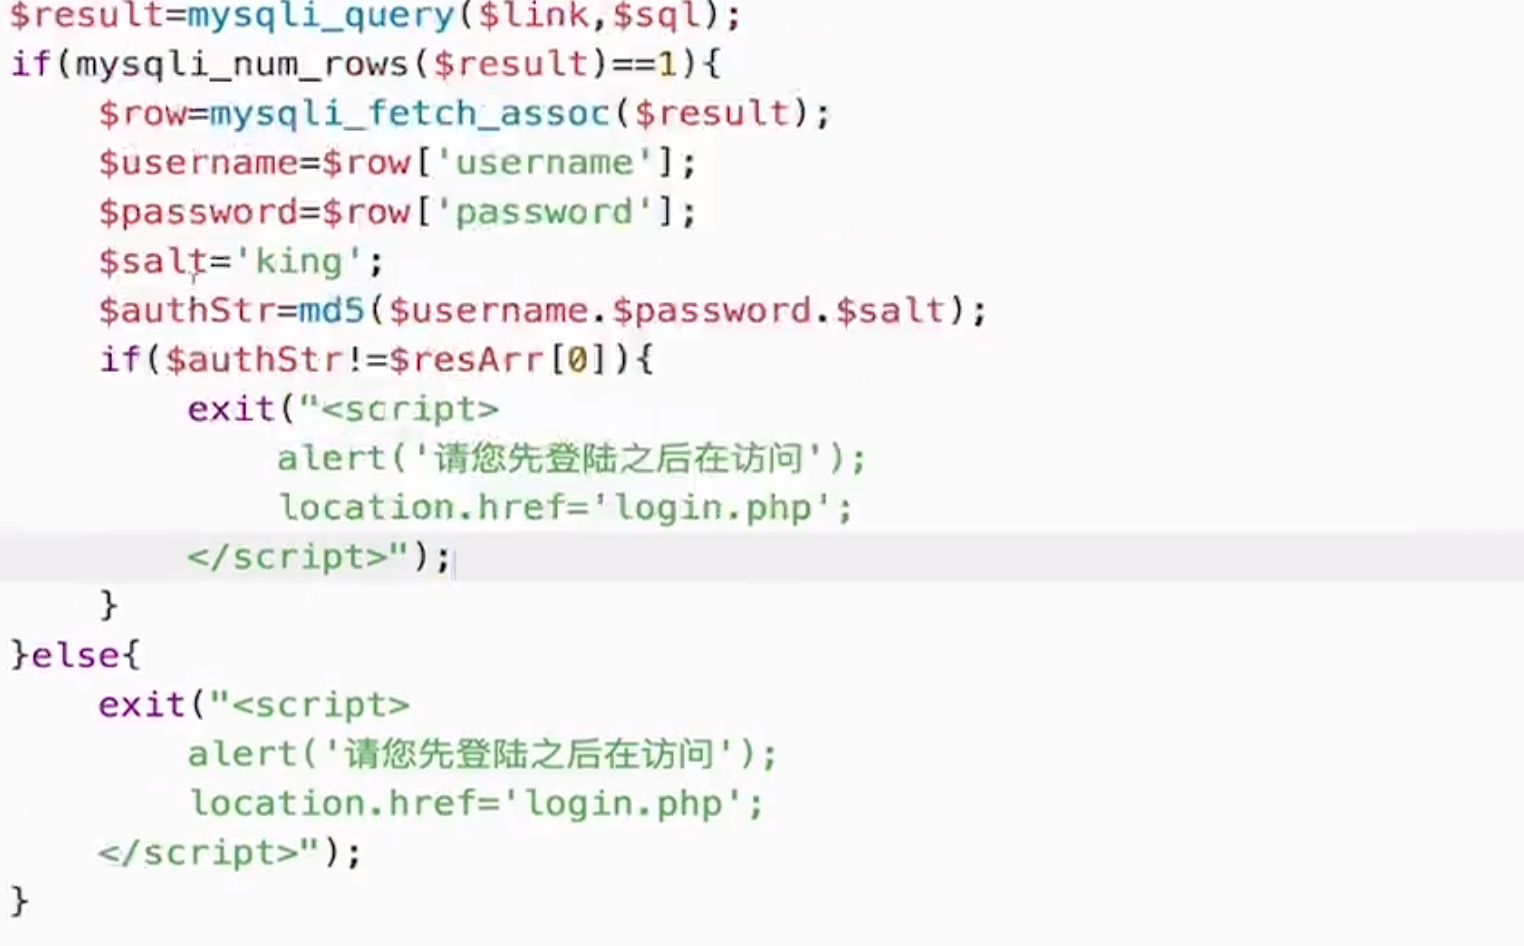 $result=mysqli_query($link,$sql);
if(mysqli_num_rows($result)==1){
    $row=mysqli_fetch_assoc($result);
    $username=$row['username'];
    $password=$row['password'];
    $salt='king';
    $authStr=md5($username.$password.$salt);
    if($authStr!=$resArr[0]){
        exit("<script>
            alert('请您先登陆之后在访问');
            location.href='login.php';
        </script>");
    }
}else{
    exit("<script>
        alert('请您先登陆之后在访问');
        location.href='login.php';
    </script>");
}